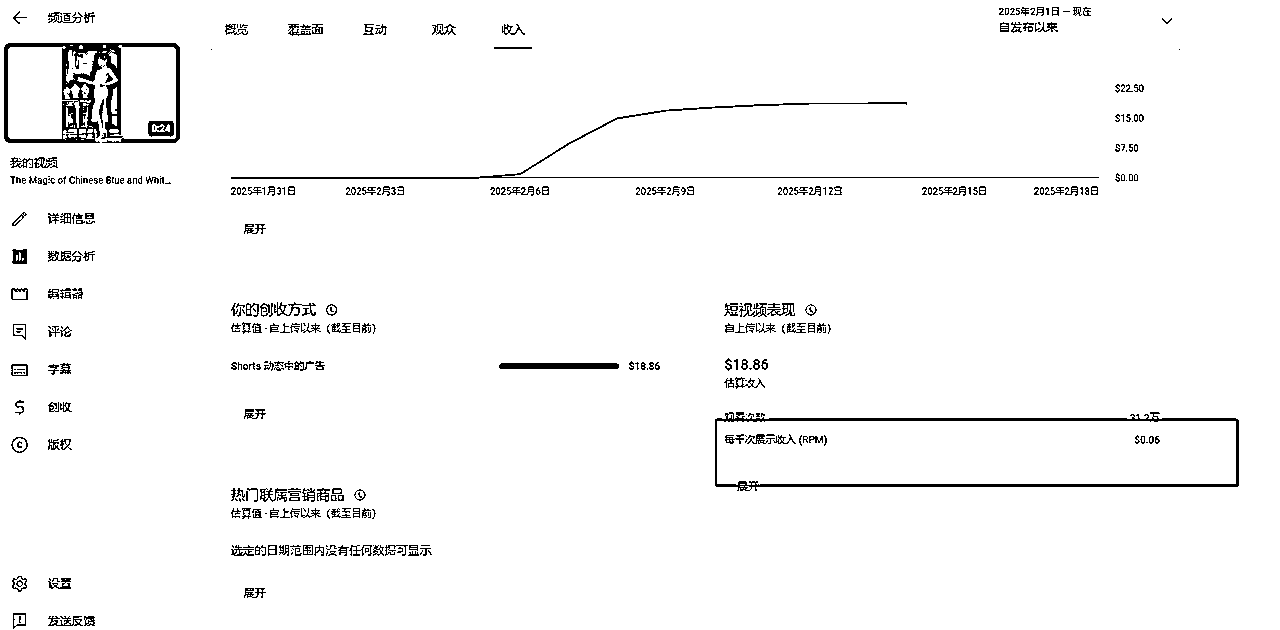 频道分析
概览
覆盖面
互动
观众
收入
2025年2月1日 – 现在
自发布以来
0:24
我的视频
The Magic of Chinese Blue and Whit...
$22.50
$15.00
$7.50
$0.00
2025年1月31日
2025年2月3日
2025年2月6日
2025年2月9日
2025年2月12日
2025年2月15日
2025年2月18日
展开
详细信息
数据分析
编辑器
评论
字幕
创收
版权
设置
发送反馈
你的创收方式
估算值 · 自上传以来（截至目前）
Shorts 动态中的广告
$18.86
展开
短视频表现
自上传以来（截至目前）
$18.86
估算收入
观看次数
31.2万
每千次展示收入 (RPM)
$0.06
展开
热门联属营销商品
估算值 · 自上传以来（截至目前）
选定的日期范围内没有任何数据可显示
展开